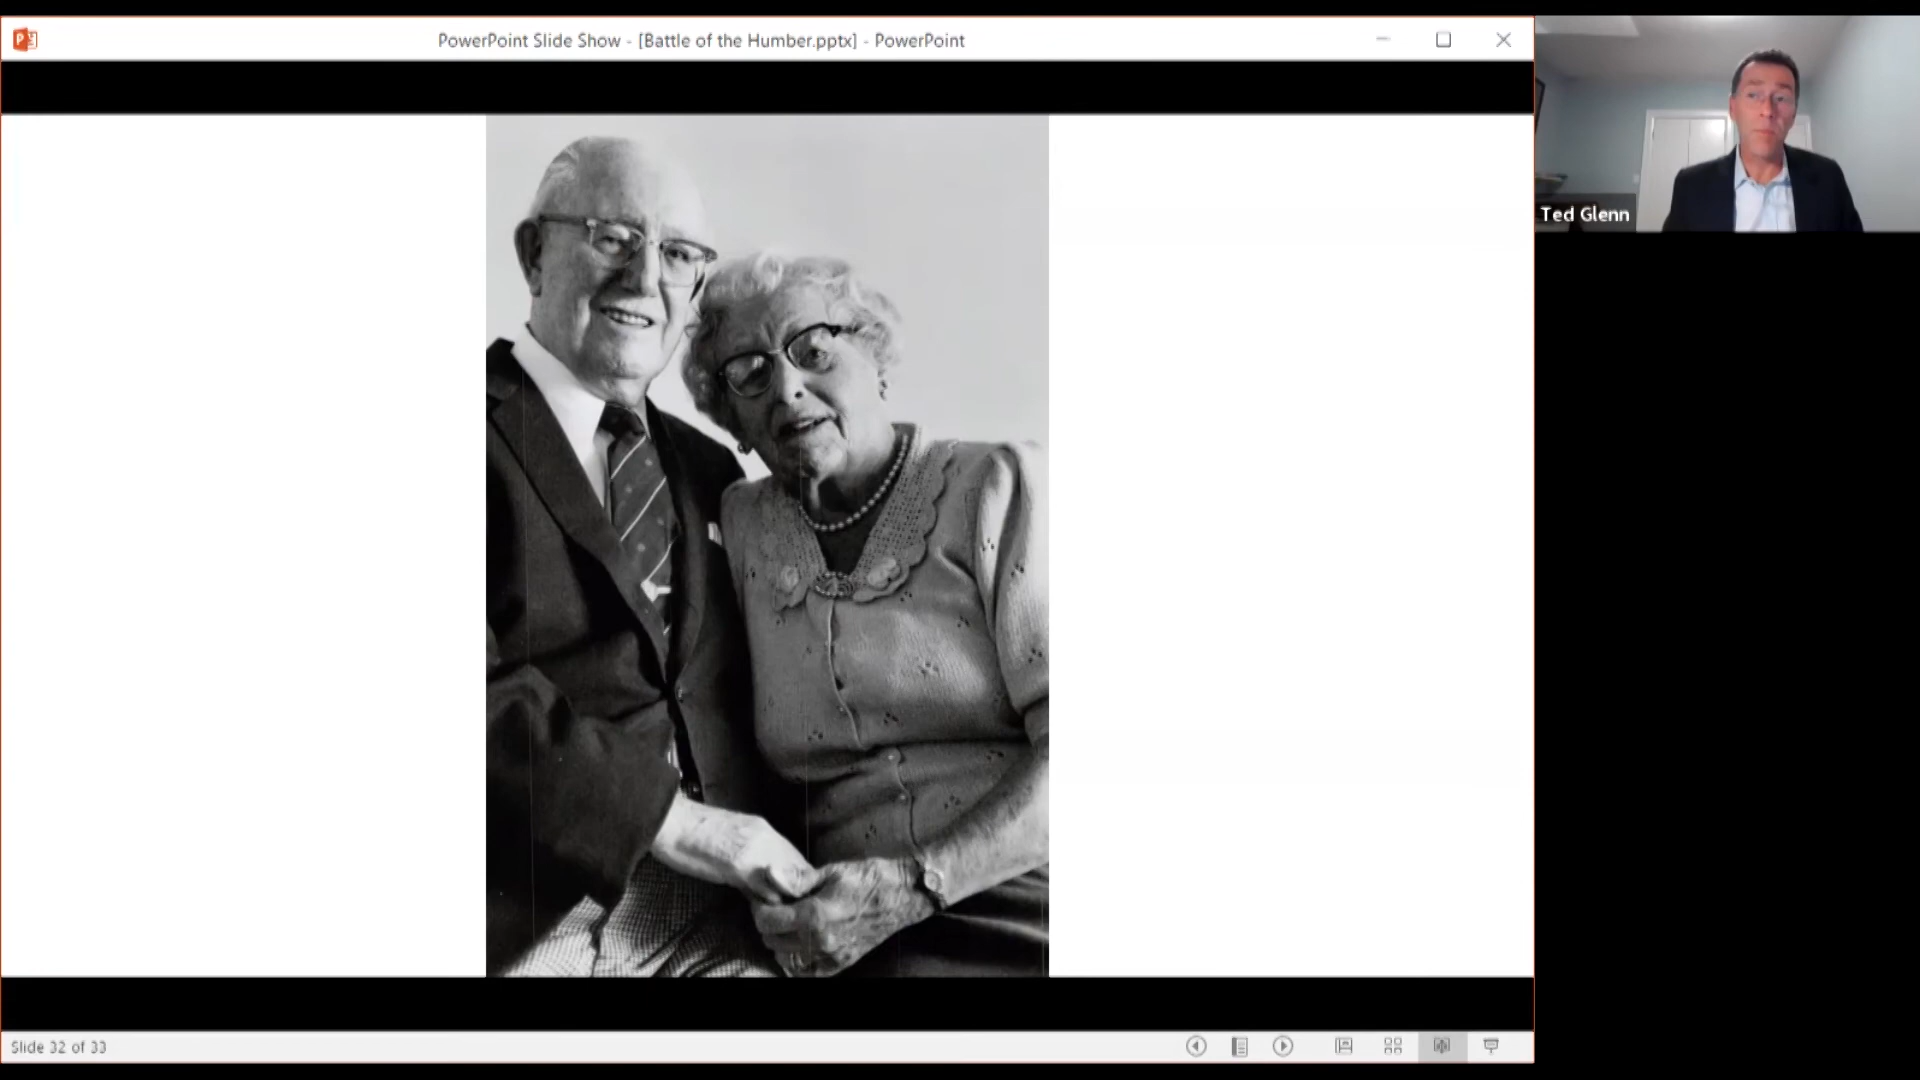 PowerPoint Slide Show - [Battle of the Humber.pptx] - PowerPoint
Ted Glenn
Slide 32 of 33